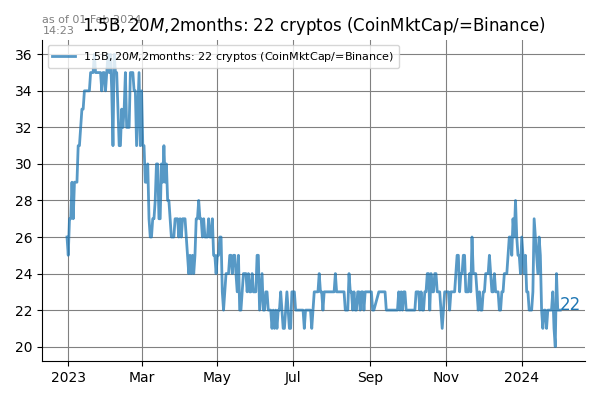 as of 01 Feb 2024
14:23
1.5B, 20M,2months: 22 cryptos (CoinMktCap/=Binance)
1.5B, 20M,2months: 22 cryptos (CoinMktCap/=Binance)
36
34
32
30
28
26
24
22
22
20
2023 Mar May Jul Sep Nov 2024